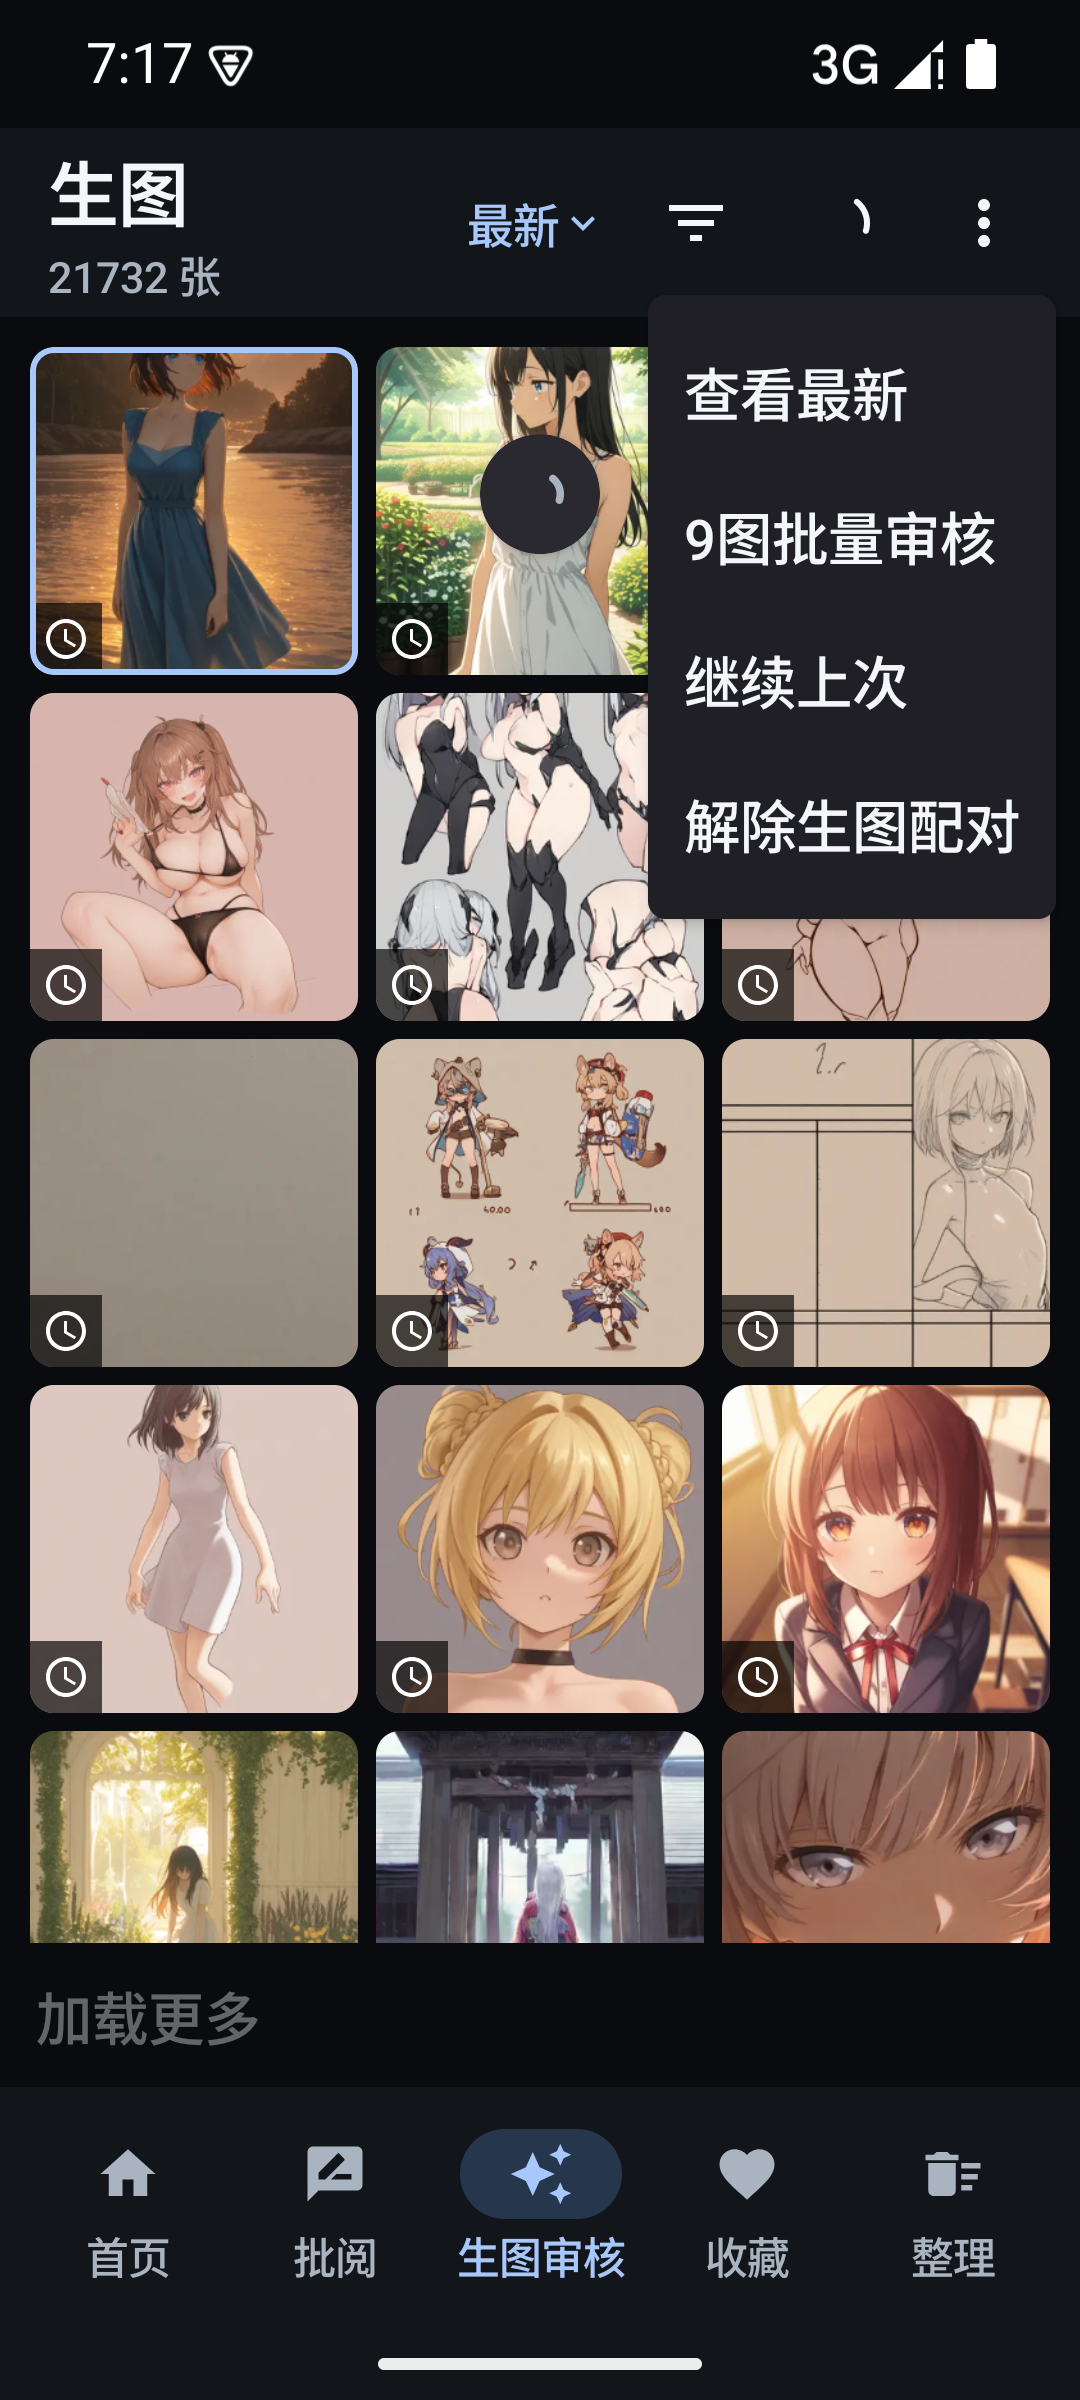 7:17
3G
生图
21732 张
最新
查看最新
9图批量审核
继续上次
解除生图配对
加载更多
首页
批阅
生图审核
收藏
整理